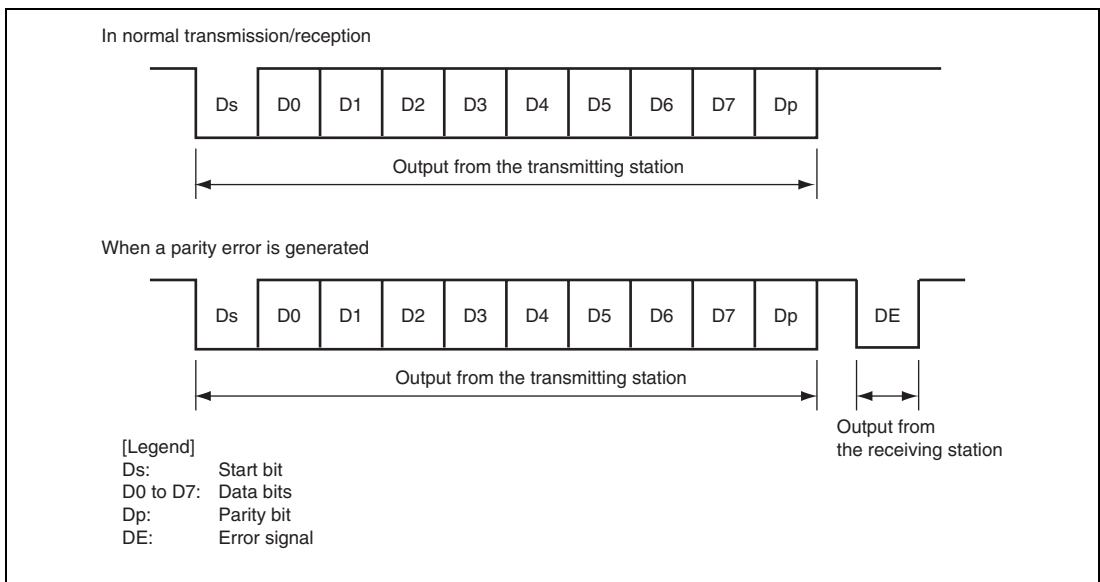 In normal transmission/reception
Ds D0 D1 D2 D3 D4 D5 D6 D7 Dp
Output from the transmitting station
When a parity error is generated
Ds D0 D1 D2 D3 D4 D5 D6 D7 Dp DE
Output from the transmitting station
Output from
the receiving station
[Legend]
Ds: Start bit
D0 to D7: Data bits
Dp: Parity bit
DE: Error signal